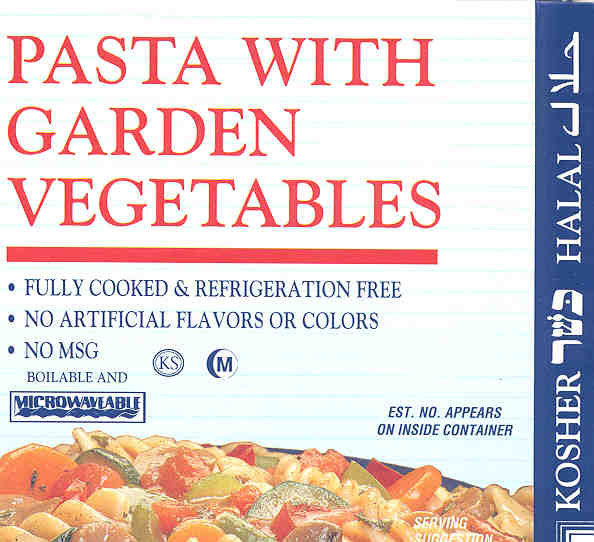 PASTA WITH
GARDEN
VEGETABLES
• FULLY COOKED & REFRIGERATION FREE
• NO ARTIFICIAL FLAVORS OR COLORS
• NO MSG
KS
M
BOILABLE AND
MICROWAVEABLE
EST. NO. APPEARS
ON INSIDE CONTAINER
SERVING
SUGGESTION
KOSHER כשר HALAL حلال